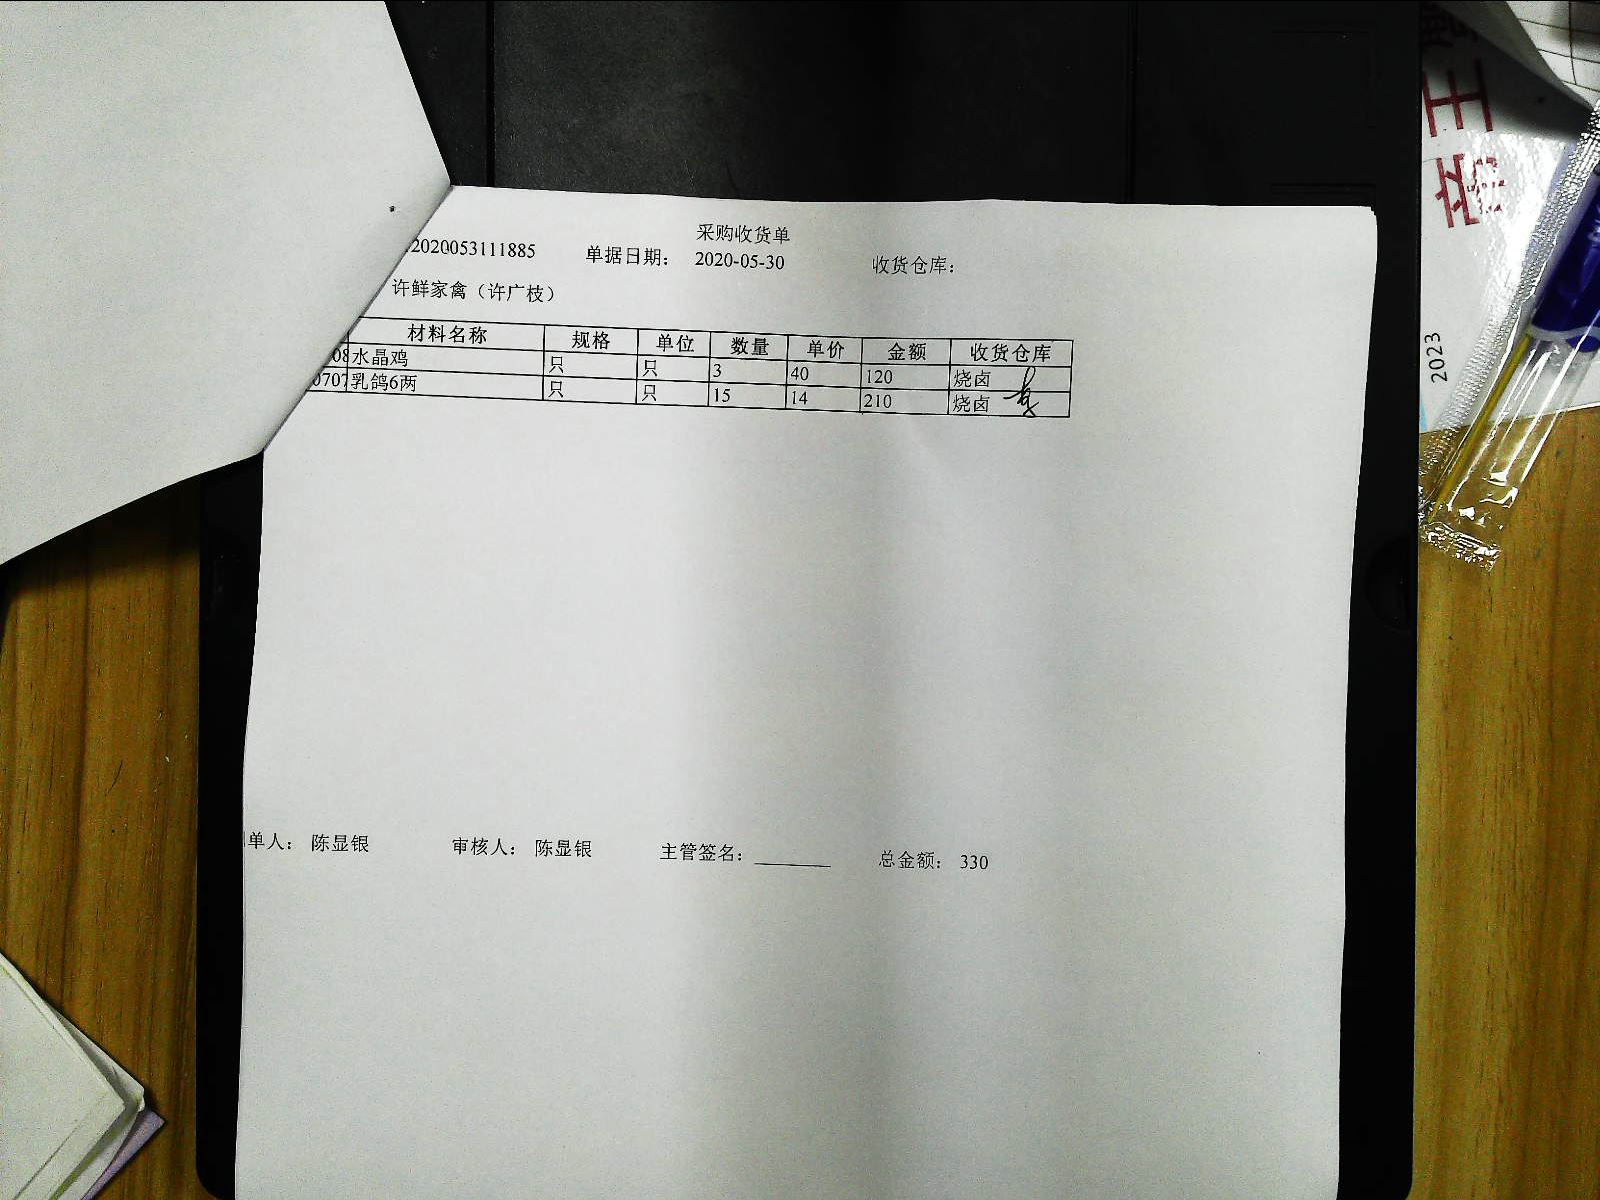 采购收货单
2020053111885 单据日期： 2020-05-30 收货仓库：
许鲜家禽（许广枝）
材料名称 规格 单位 数量 单价 金额 收货仓库
08 水晶鸡 只 只 3 40 120 烧卤
0707 乳鸽6两 只 只 15 14 210 烧卤
单人： 陈显银 审核人： 陈显银 主管签名：________ 总金额： 330
2023